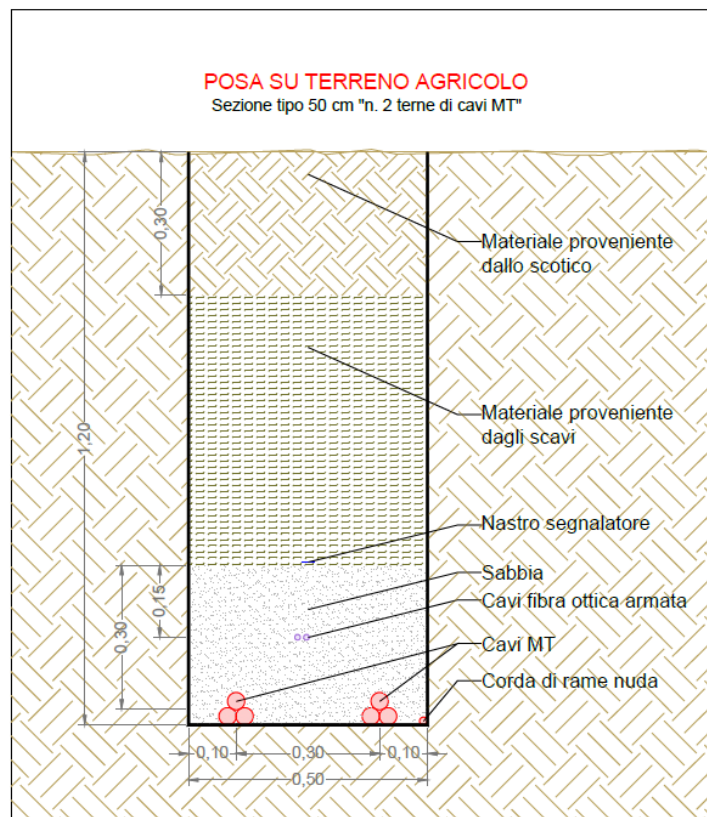 POSA SU TERRENO AGRICOLO
Sezione tipo 50 cm "n. 2 terne di cavi MT"
0,30
Materiale proveniente
dallo scotico
1,20
Materiale proveniente
dagli scavi
Nastro segnalatore
Sabbia
0,15
Cavi fibra ottica armata
0,30
Cavi MT
Corda di rame nuda
0,10
0,30
0,10
0,50